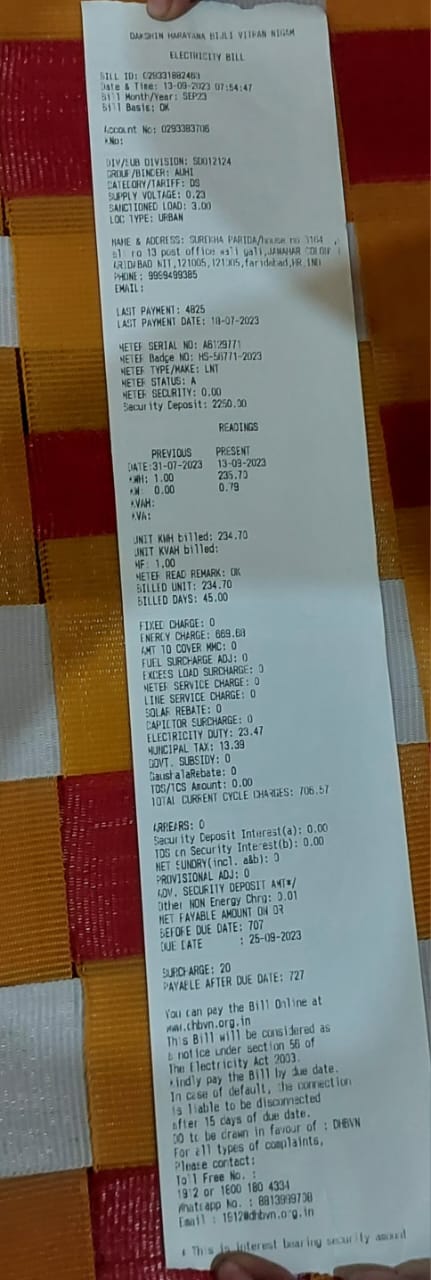 DAKSHIN HARAYANA BIJLI VITRAN NIGAM
ELECTRICITY BILL
BILL ID: 029331882463
Date & Time: 13-09-2023 07:54:47
Bill Month/Year: SEP23
Bill Basis: OK
Account No: 0293383706
KNo:
DIV/SUB DIVISION: SD012124
GROUP/BINDER: AUHI
CATEGORY/TARIFF: DS
SUPPLY VOLTAGE: 0.23
SANCTIONED LOAD: 3.00
LOC TYPE: URBAN
NAME & ADDRESS: SUREKHA PARIDA/house no 3164 ,
gli no 13 post office wali gali,JAWAHAR COLONY
FARIDABAD NIT,121005,121005,faridabad,HR,IND
PHONE: 9999499385
EMAIL:
LAST PAYMENT: 4825
LAST PAYMENT DATE: 18-07-2023
METER SERIAL NO: A6129771
METER Badge NO: HS-56771-2023
METER TYPE/MAKE: LNT
METER STATUS: A
METER SECURITY: 0.00
Security Deposit: 2250.00
READINGS
PREVIOUS PRESENT
DATE:31-07-2023 13-09-2023
KWH: 1.00 235.70
KW: 0.00 0.79
KVAH:
KVA:
UNIT KWH billed: 234.70
UNIT KVAH billed:
MF: 1.00
METER READ REMARK: OK
BILLED UNIT: 234.70
BILLED DAYS: 45.00
FIXED CHARGE: 0
ENERGY CHARGE: 669.68
AMT TO COVER MMC: 0
FUEL SURCHARGE ADJ: 0
EXCESS LOAD SURCHARGE: 0
METER SERVICE CHARGE: 0
LINE SERVICE CHARGE: 0
SOLAR REBATE: 0
CAPICTOR SURCHARGE: 0
ELECTRICITY DUTY: 23.47
MUNCIPAL TAX: 13.39
GOVT. SUBSIDY: 0
GaushalaRebate: 0
TDS/TCS Amount: 0.00
TOTAL CURRENT CYCLE CHARGES: 706.57
ARREARS: 0
Security Deposit Interest(a): 0.00
TDS on Security Interest(b): 0.00
NET SUNDRY(incl. a&b): 0
PROVISIONAL ADJ: 0
ADV. SECURITY DEPOSIT AMT*/
Other NON Energy Chrg: 0.01
NET PAYABLE AMOUNT ON OR
BEFORE DUE DATE: 707
DUE DATE : 25-09-2023
SURCHARGE: 20
PAYABLE AFTER DUE DATE: 727
You can pay the Bill Online at
www.dhbvn.org.in
This Bill will be considered as
a notice under section 56 of
The Electricity Act 2003.
Kindly pay the Bill by due date.
In case of default, the connection
is liable to be disconnected
after 15 days of due date.
DD to be drawn in favour of : DHBVN
For all types of complaints,
Please contact:
Toll Free No. :
1912 or 1800 180 4334
Whatsapp No. : 8813999708
Email : 1912@dhbvn.org.in
* This is interest bearing security amount